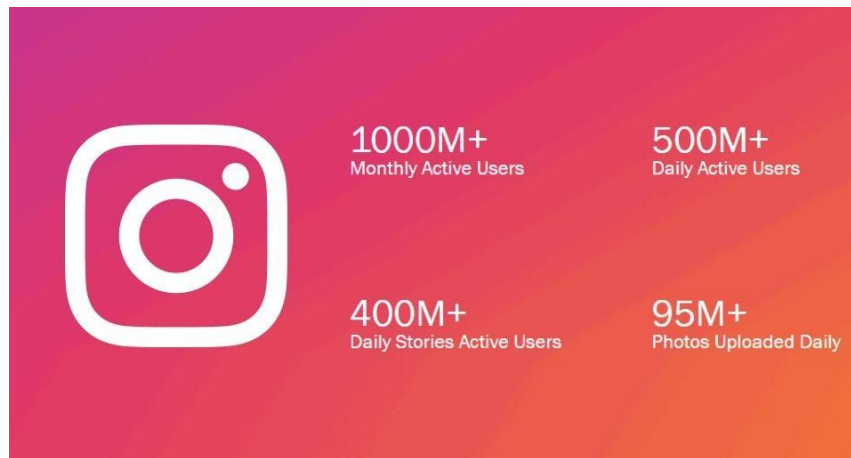 1000M+
Monthly Active Users
500M+
Daily Active Users
400M+
Daily Stories Active Users
95M+
Photos Uploaded Daily